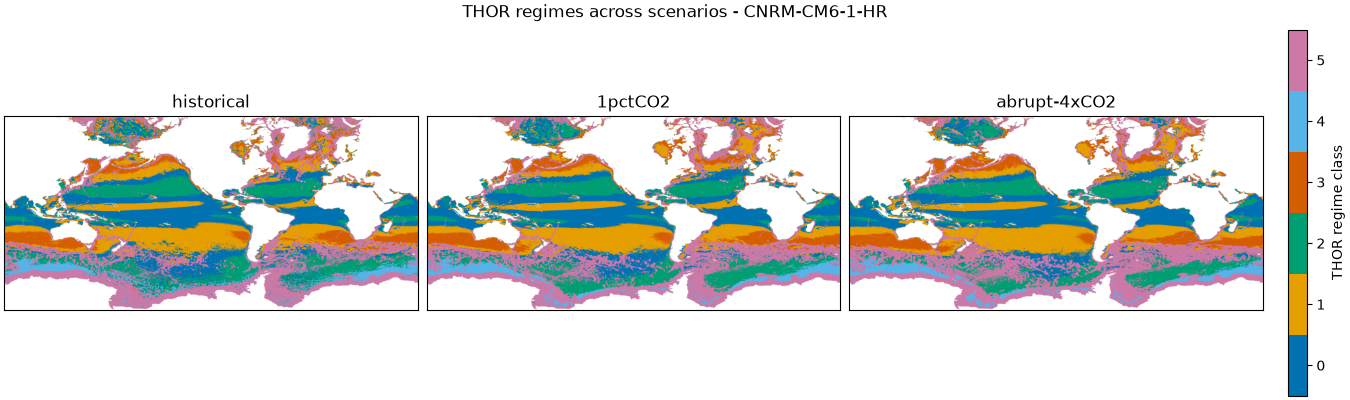 THOR regimes across scenarios - CNRM-CM6-1-HR
historical
1pctCO2
abrupt-4xCO2
5
4
3
2
1
0
THOR regime class